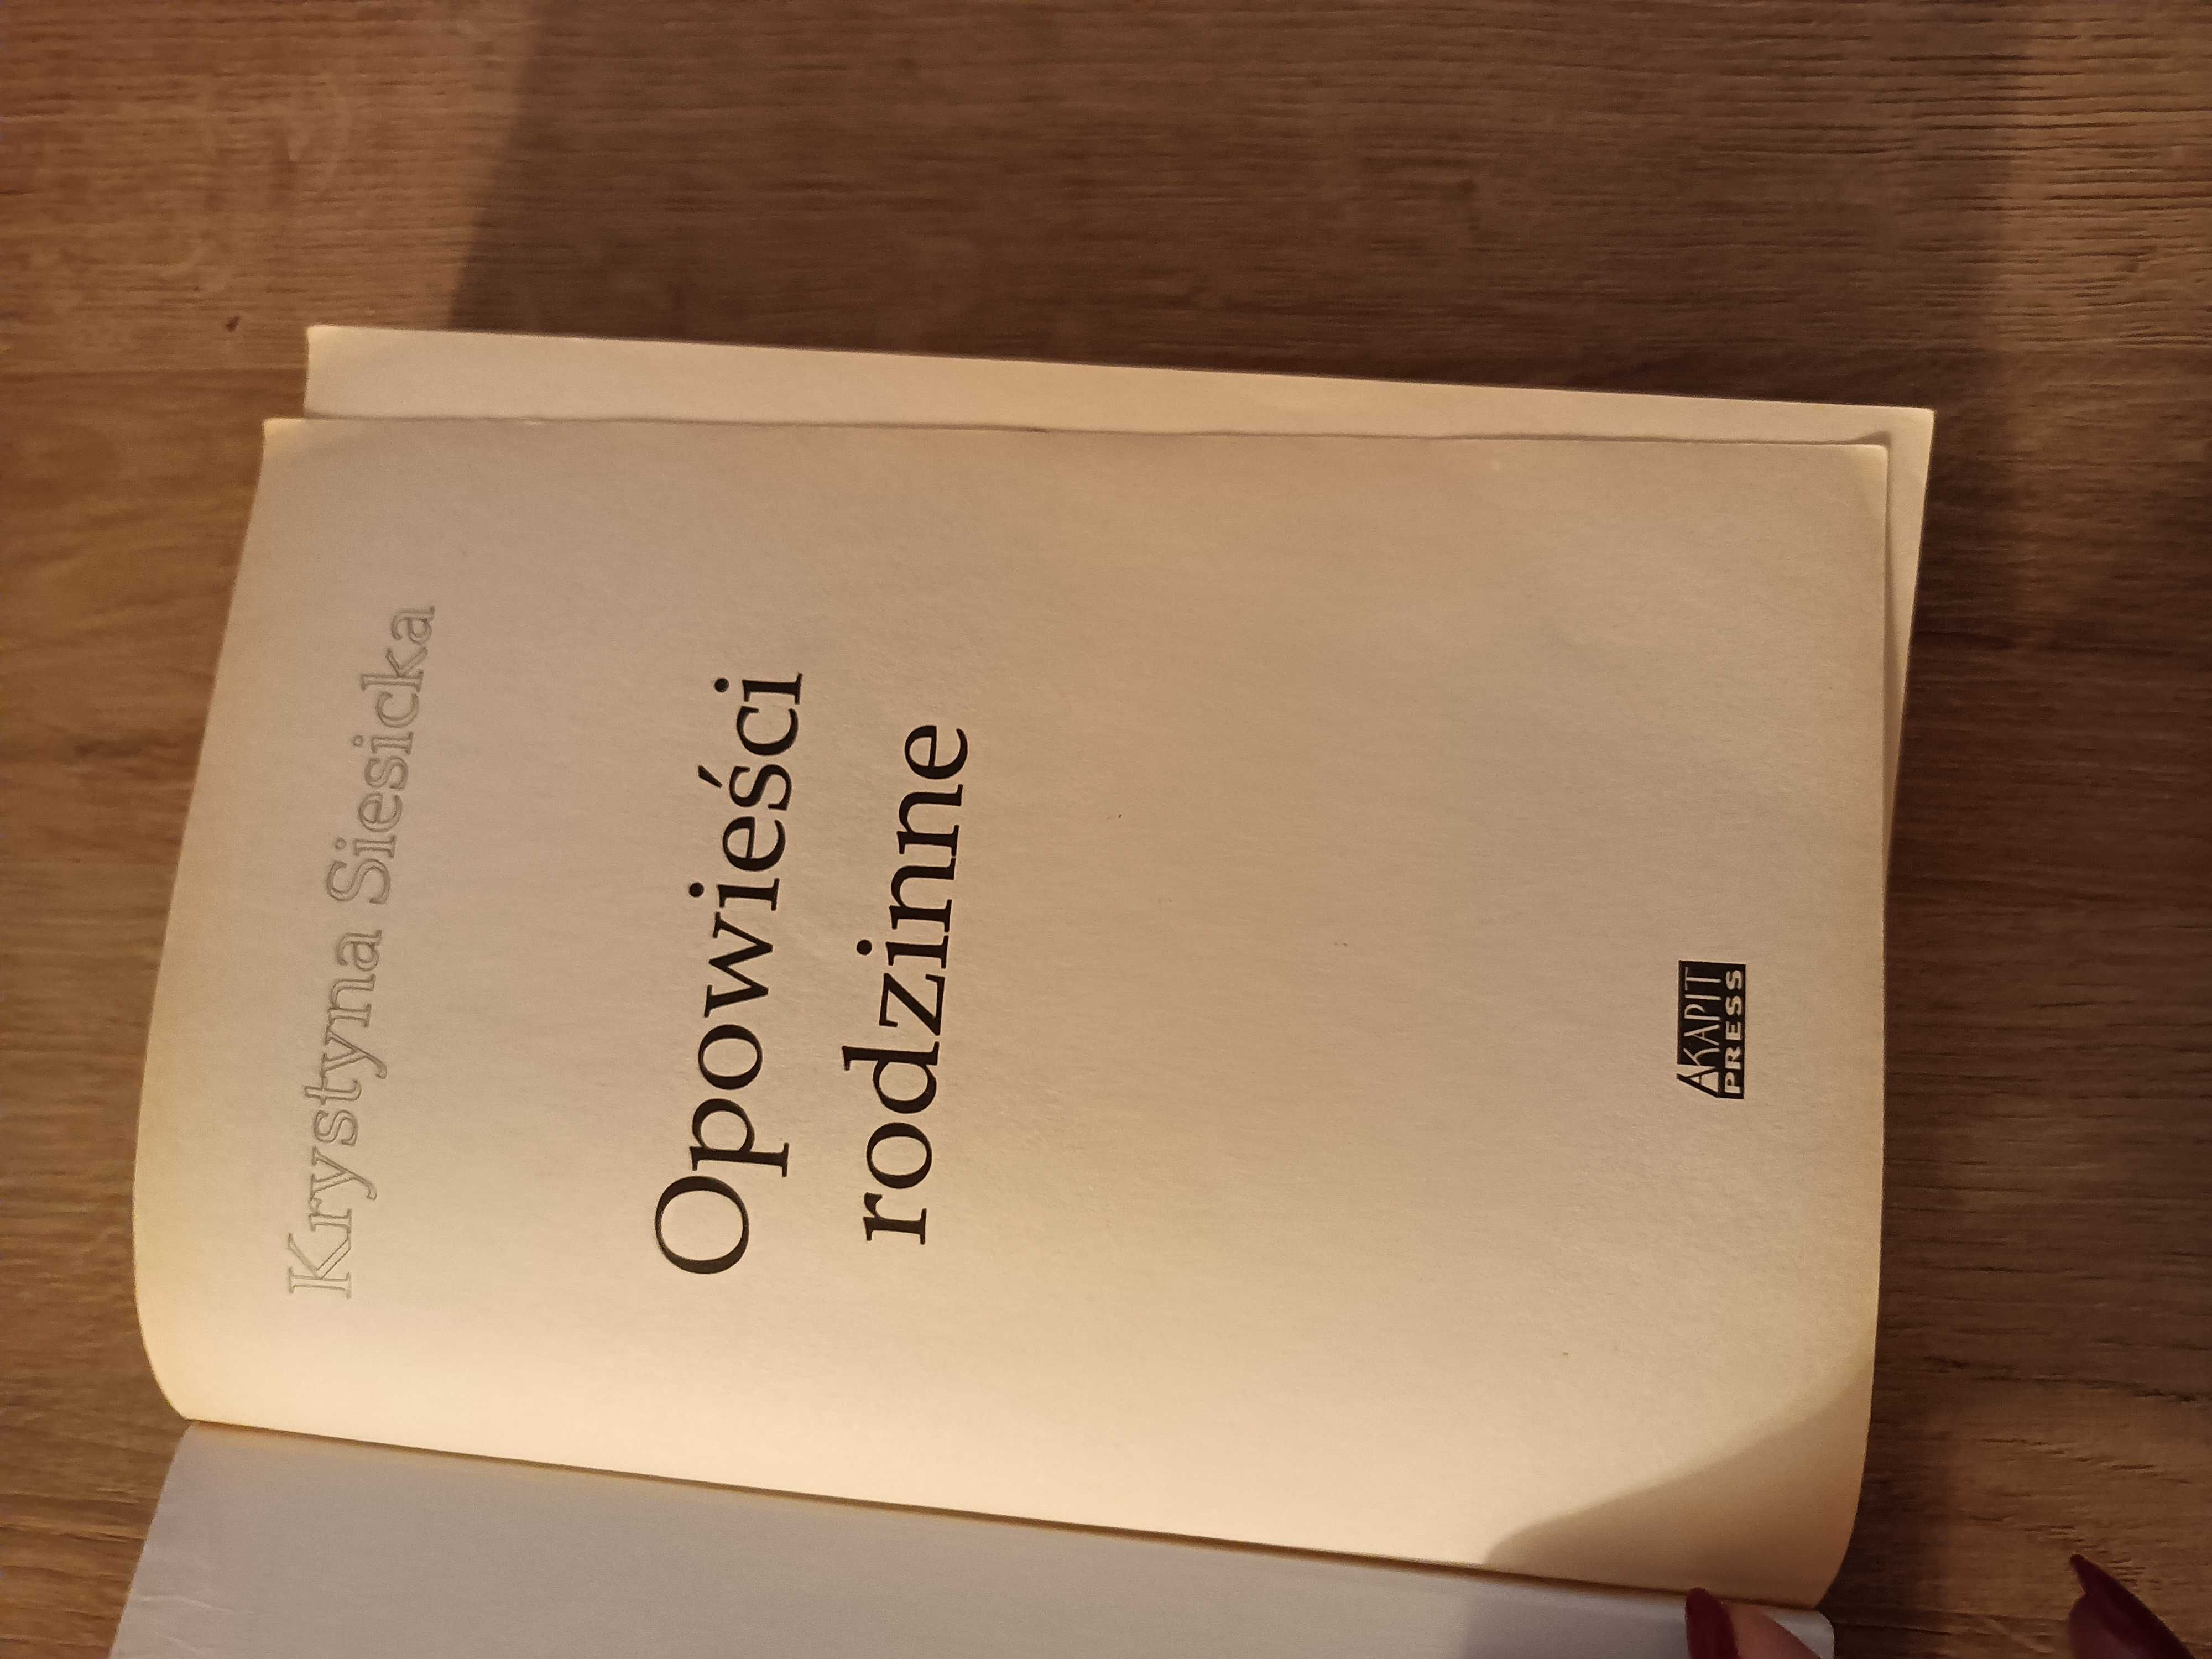 Krystyna Siesicka
Opowieści
rodzinne
AKAPIT
PRESS